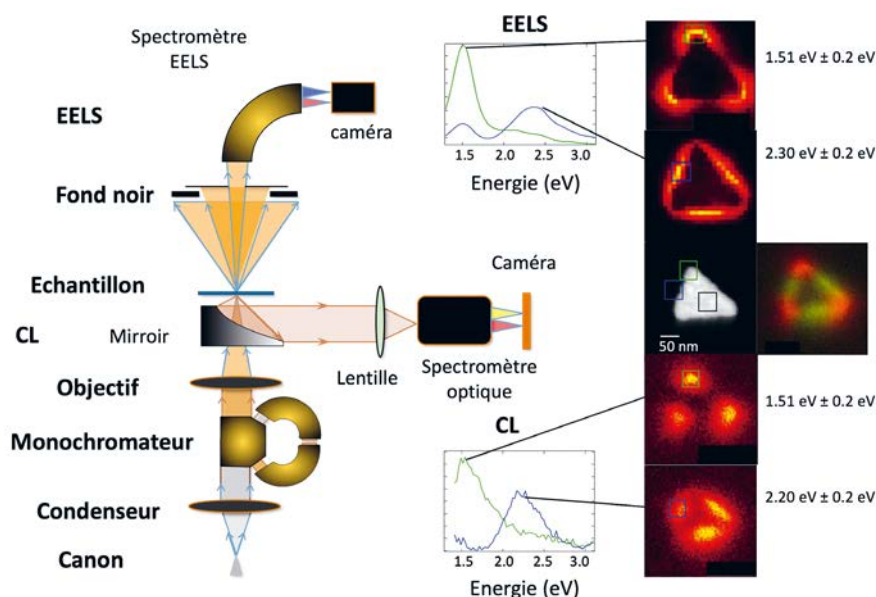 Spectromètre
EELS
EELS
caméra
Fond noir
Echantillon
CL
Mirroir
Objectif
Monochromateur
Condenseur
Canon
Lentille
Spectromètre
optique
Caméra
EELS
1.5 2.0 2.5 3.0
Energie (eV)
CL
1.5 2.0 2.5 3.0
Energie (eV)
1.51 eV ± 0.2 eV
2.30 eV ± 0.2 eV
50 nm
1.51 eV ± 0.2 eV
2.20 eV ± 0.2 eV